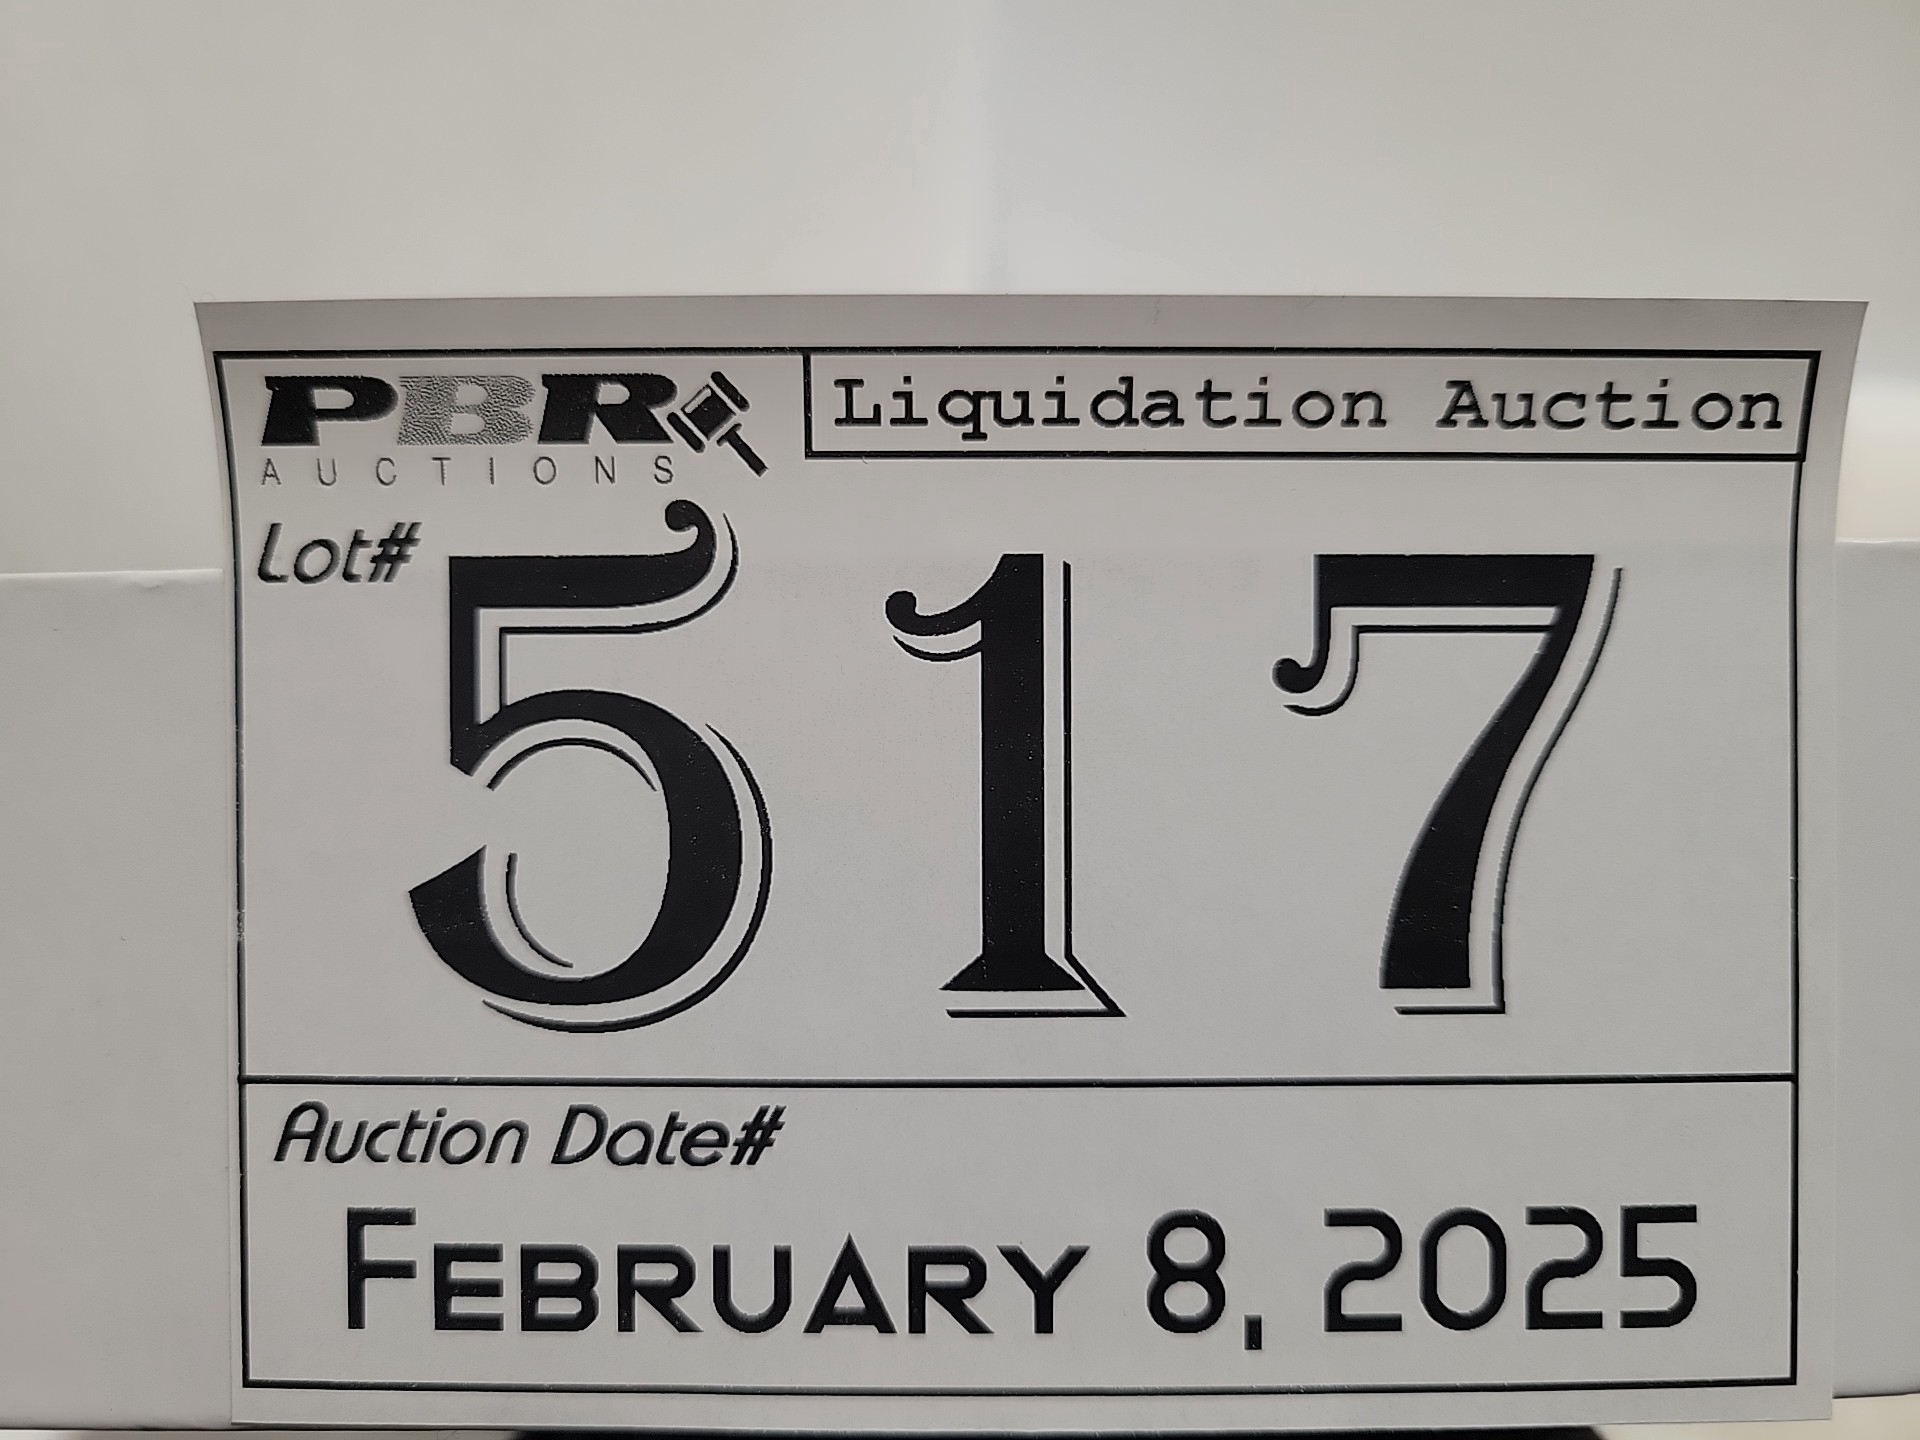 PBR
AUCTIONS
Liquidation Auction
Lot#
517
Auction Date#
FEBRUARY 8, 2025